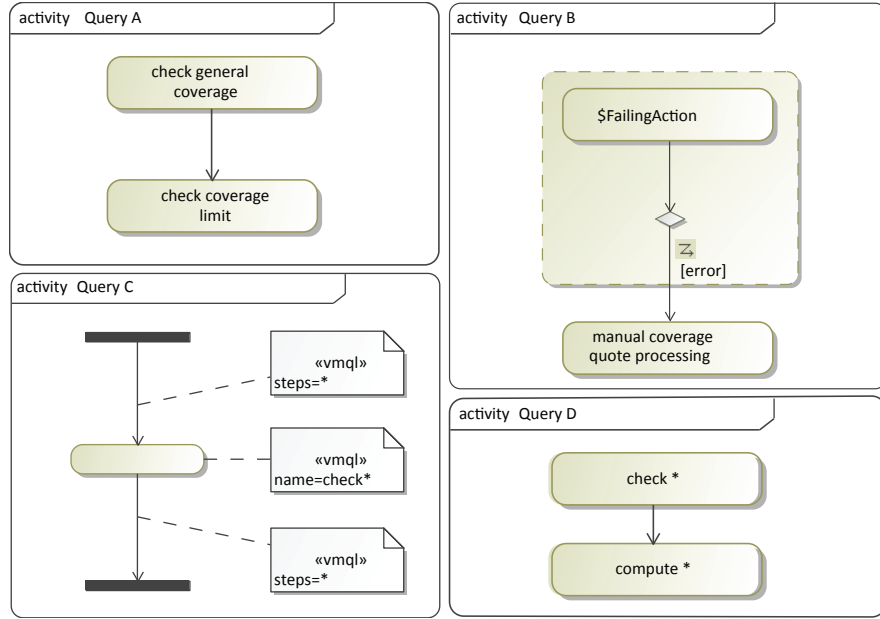 activity Query A
check general
coverage
check coverage
limit
activity Query B
$FailingAction
[error]
manual coverage
quote processing
activity Query C
«vmql»
steps=*
«vmql»
name=check*
«vmql»
steps=*
activity Query D
check *
compute *